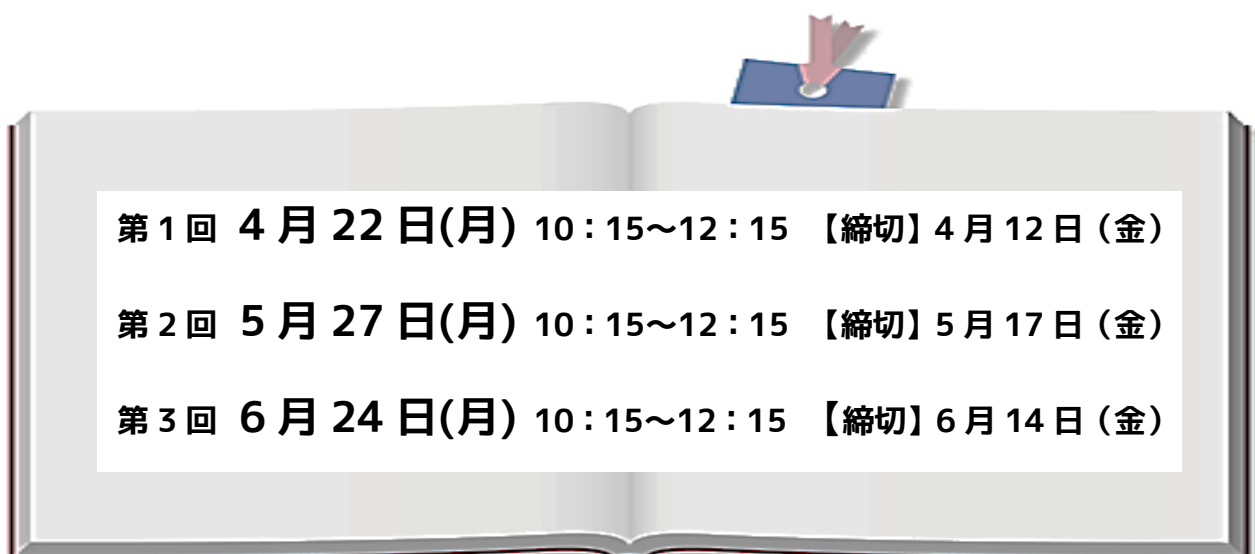 第1回 4月22日(月) 10:15~12:15 【締切】4月12日(金)
第2回 5月27日(月) 10:15~12:15 【締切】5月17日(金)
第3回 6月24日(月) 10:15~12:15 【締切】6月14日(金)